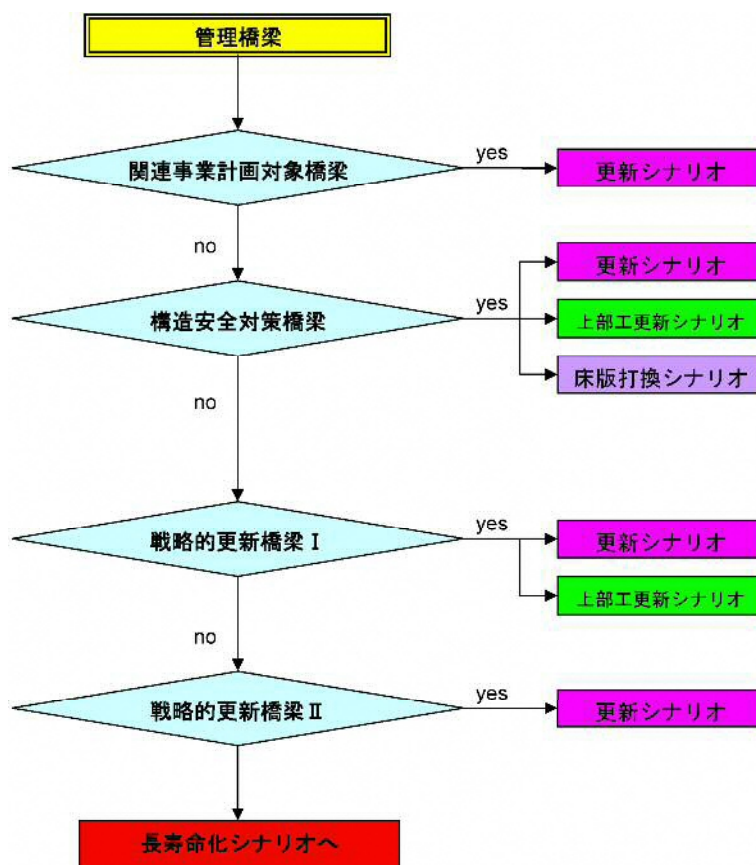 管理橋梁
関連事業計画対象橋梁
yes
更新シナリオ
no
更新シナリオ
構造安全対策橋梁
yes
上部工更新シナリオ
床版打換シナリオ
no
戦略的更新橋梁Ⅰ
yes
更新シナリオ
上部工更新シナリオ
no
戦略的更新橋梁Ⅱ
yes
更新シナリオ
長寿命化シナリオへ